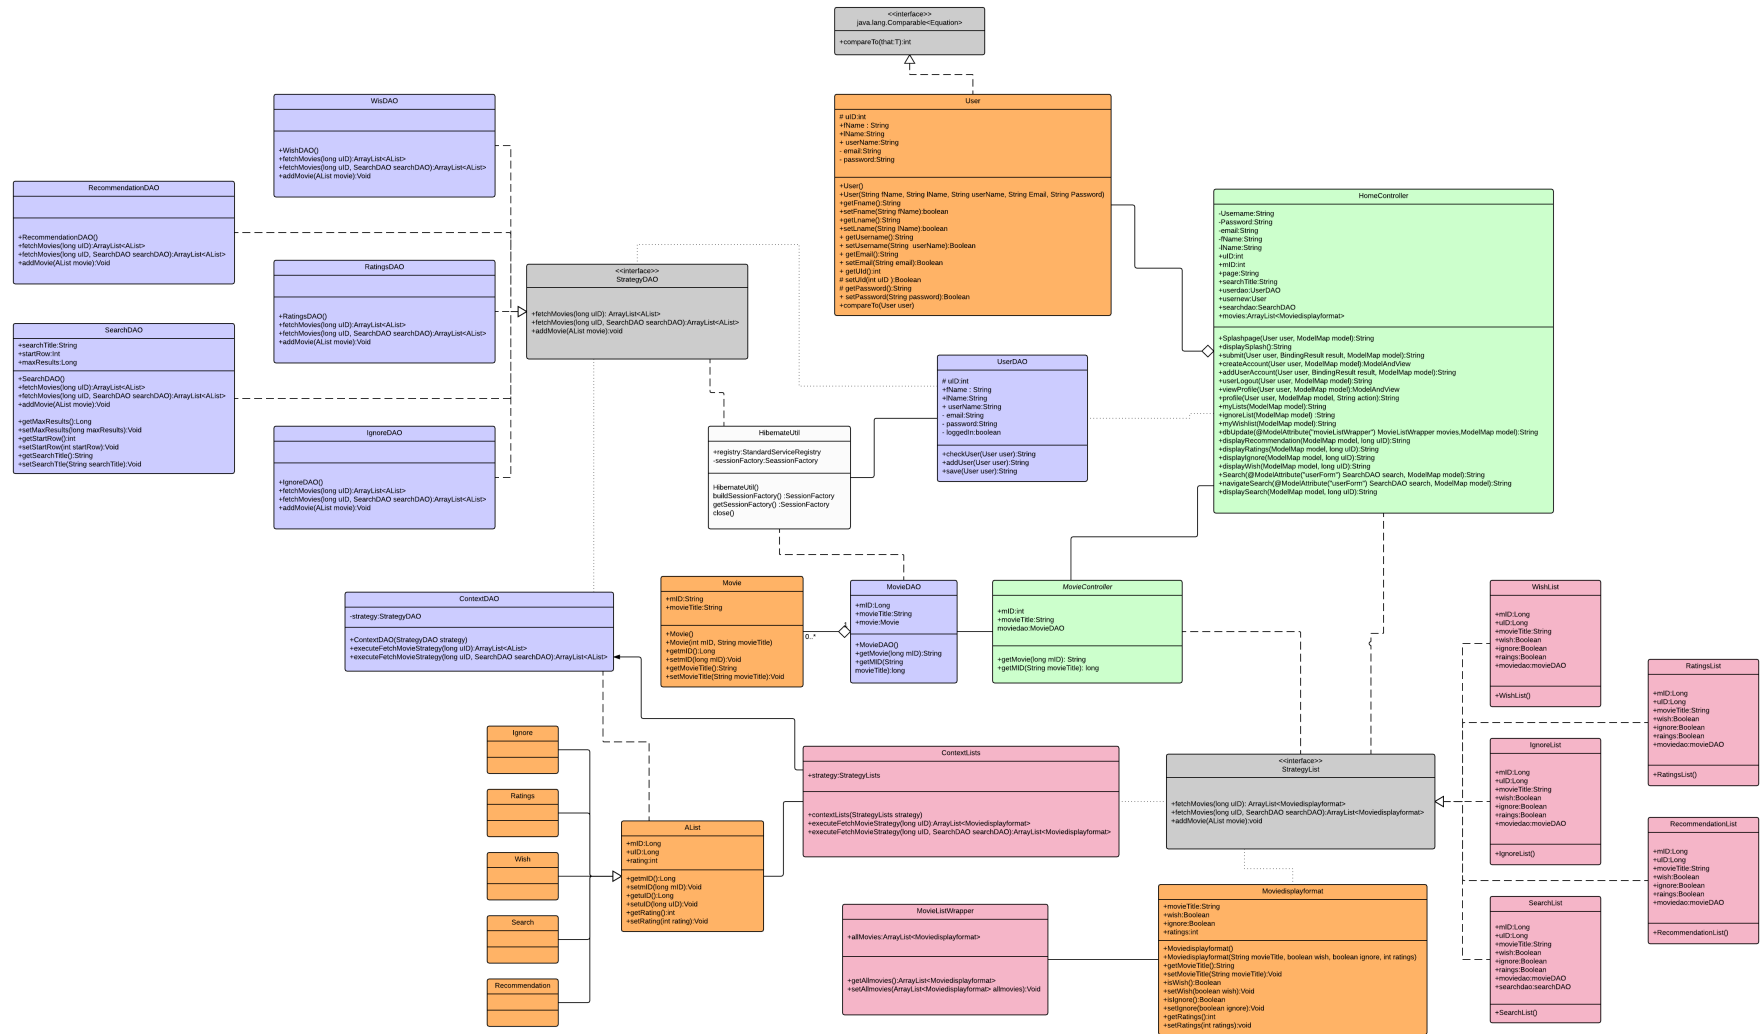 <<interface>>
java.lang.Comparable<Equation>
+compareTo(that:T):int
WisDAO
+WishDAO()
+fetchMovies(long uID):ArrayList<AList>
+fetchMovies(long uID, SearchDAO searchDAO):ArrayList<AList>
+addMovie(AList movie):Void
User
# uID:int
+fName : String
+lName:String
+ userName:String
- email:String
- password:String
+User()
+User(String fName, String lName, String userName, String Email, String Password)
+getFname():String
+setFname(String fName):boolean
+getLname():String
+setLname(String lName):boolean
+ getUsername():String
+ setUsername(String  userName):Boolean
+ getEmail():String
+ setEmail(String email):Boolean
+ getUId():int
# setUId(int uID ):Boolean
# getPassword():String
+ setPassword(String password):Boolean
+compareTo(User user)
RecommendationDAO
+RecommendationDAO()
+fetchMovies(long uID):ArrayList<AList>
+fetchMovies(long uID, SearchDAO searchDAO):ArrayList<AList>
+addMovie(AList movie):Void
HomeController
-Username:String
-Password:String
-email:String
-fName:String
-lName:String
+uID:int
+mID:int
+page:String
+searchTitle:String
+userdao:UserDAO
+usernew:User
+searchdao:SearchDAO
+movies:ArrayList<Moviedisplayformat>
+Splashpage(User user, ModelMap model):String
+displaySplash():String
+submit(User user, BindingResult result, ModelMap model):String
+createAccount(User user, ModelMap model):ModelAndView
+addUserAccount(User user, BindingResult result, ModelMap model):String
+userLogout(User user, ModelMap model):String
+viewProfile(User user, ModelMap model):ModelAndView
+profile(User user, ModelMap model, String action):String
+myLists(ModelMap model):String
+ignoreList(ModelMap model) :String
+myWishlist(ModelMap model):String
+dbUpdate(@ModelAttribute("movieListWrapper") MovieListWrapper movies,ModelMap model):String
+displayRecommendation(ModelMap model, long uID):String
+displayRatings(ModelMap model, long uID):String
+displayIgnore(ModelMap model, long uID):String
+displayWish(ModelMap model, long uID):String
+Search(@ModelAttribute("userForm") SearchDAO search, ModelMap model):String
+navigateSearch(@ModelAttribute("userForm") SearchDAO search, ModelMap model):String
+displaySearch(ModelMap model, long uID):String
RatingsDAO
+RatingsDAO()
+fetchMovies(long uID):ArrayList<AList>
+fetchMovies(long uID, SearchDAO searchDAO):ArrayList<AList>
+addMovie(AList movie):Void
<<interface>>
StrategyDAO
+fetchMovies(long uID): ArrayList<AList>
+fetchMovies(long uID, SearchDAO searchDAO):ArrayList<AList>
+addMovie(AList movie):void
SearchDAO
+searchTitle:String
+startRow:int
+maxResults:Long
+SearchDAO()
+fetchMovies(long uID):ArrayList<AList>
+fetchMovies(long uID, SearchDAO searchDAO):ArrayList<AList>
+addMovie(AList movie):Void
+getMaxResults():Long
+setMaxResults(long maxResults):Void
+getStartRow():int
+setStartRow(int startRow):Void
+getSearchTitle():String
+setSearchTtle(String searchTitle):Void
UserDAO
# uID:int
+fName : String
+lName:String
+ userName:String
- email:String
- password:String
- loggedIn:boolean
+checkUser(User user):String
+addUser(User user):String
+save(User user):String
IgnoreDAO
+IgnoreDAO()
+fetchMovies(long uID):ArrayList<AList>
+fetchMovies(long uID, SearchDAO searchDAO):ArrayList<AList>
+addMovie(AList movie):Void
HibernateUtil
+registry:StandardServiceRegistry
-sessionFactory:SeassionFactory
HibernateUtil()
buildSessionFactory() :SessionFactory
getSessionFactory() :SessionFactory
close()
ContextDAO
-strategy:StrategyDAO
+ContextDAO(StrategyDAO strategy)
+executeFetchMovieStrategy(long uID):ArrayList<AList>
+executeFetchMovieStrategy(long uID, SearchDAO searchDAO):ArrayList<AList>
Movie
+mID:String
+movieTitle:String
+Movie()
+Movie(int mID, String movieTitle)
+getmID():Long
+setmID(long mID):Void
+getMovieTitle():String
+setMovieTitle(String movieTitle):Void
0..*
1
MovieDAO
+mID:Long
+movieTitle:String
+movie:Movie
+MovieDAO()
+getMovie(long mID):String
+getMID(String
movieTitle):long
MovieController
+mID:int
+movieTitle:String
moviedao:MovieDAO
+getMovie(long mID): String
+getMID(String movieTitle): long
WishList
+mID:Long
+uID:Long
+movieTitle:String
+wish:Boolean
+ignore:Boolean
+raings:Boolean
+moviedao:movieDAO
+WishList()
RatingsList
+mID:Long
+uID:Long
+movieTitle:String
+wish:Boolean
+ignore:Boolean
+raings:Boolean
+moviedao:movieDAO
+RatingsList()
Ignore
Ratings
Wish
Search
Recommendation
AList
+mID:Long
+uID:Long
+rating:int
+getmID():Long
+setmID(long mID):Void
+getuID():Long
+setuID(long uID):Void
+getRating():int
+setRating(int rating):Void
ContextLists
+strategy:StrategyLists
+contextLists(StrategyLists strategy)
+executeFetchMovieStrategy(long uID):ArrayList<Moviedisplayformat>
+executeFetchMovieStrategy(long uID, SearchDAO searchDAO):ArrayList<Moviedisplayformat>
<<interface>>
StrategyList
+fetchMovies(long uID): ArrayList<Moviedisplayformat>
+fetchMovies(long uID, SearchDAO searchDAO):ArrayList<Moviedisplayformat>
+addMovie(AList movie):void
IgnoreList
+mID:Long
+uID:Long
+movieTitle:String
+wish:Boolean
+ignore:Boolean
+raings:Boolean
+moviedao:movieDAO
+IgnoreList()
RecommendationList
+mID:Long
+uID:Long
+movieTitle:String
+wish:Boolean
+ignore:Boolean
+raings:Boolean
+moviedao:movieDAO
+RecommendationList()
MovieListWrapper
+allMovies:ArrayList<Moviedisplayformat>
+getAllmovies():ArrayList<Moviedisplayformat>
+setAllmovies(ArrayList<Moviedisplayformat> allmovies):Void
Moviedisplayformat
+movieTitle:String
+wish:Boolean
+ignore:Boolean
+ratings:int
+Moviedisplayformat()
+Moviedisplayformat(String movieTitle, boolean wish, boolean ignore, int ratings)
+getMovieTitle():String
+setMovieTitle(String movieTitle):Void
+isWish():Boolean
+setWish(boolean wish):Void
+isIgnore():Boolean
+setIgnore(boolean ignore):Void
+getRatings():int
+setRatings(int ratings):void
SearchList
+mID:Long
+uID:Long
+movieTitle:String
+wish:Boolean
+ignore:Boolean
+raings:Boolean
+moviedao:movieDAO
+searchdao:searchDAO
+SearchList()